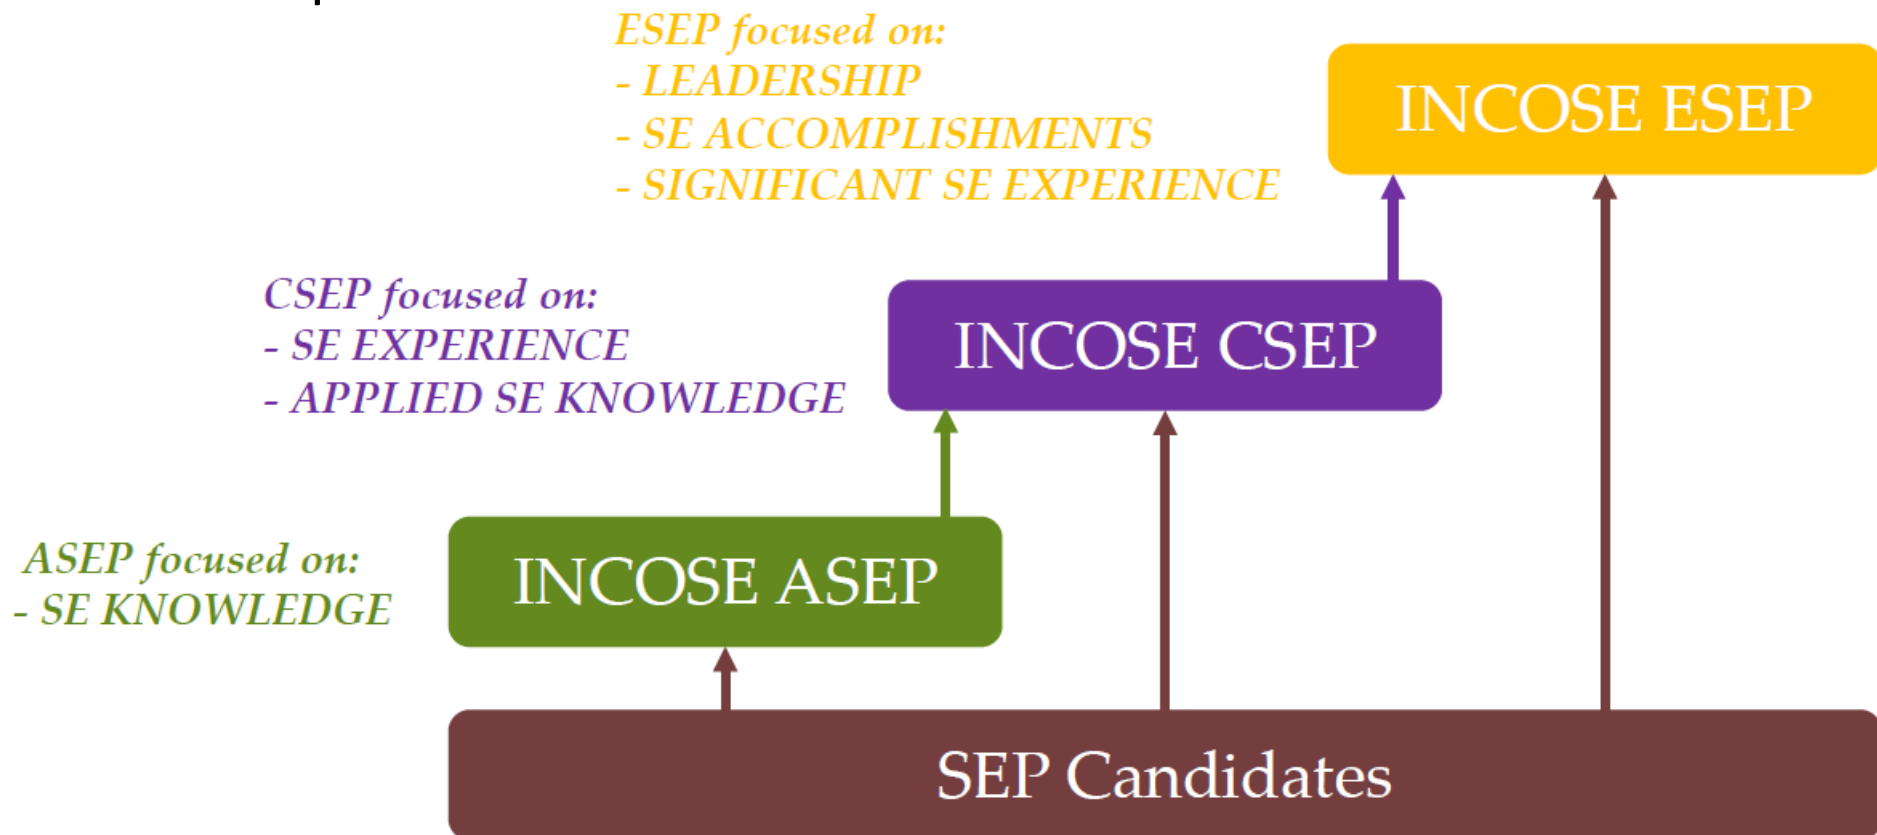 ESEP focused on:
- LEADERSHIP
- SE ACCOMPLISHMENTS
- SIGNIFICANT SE EXPERIENCE
INCOSE ESEP
CSEP focused on:
- SE EXPERIENCE
- APPLIED SE KNOWLEDGE
INCOSE CSEP
ASEP focused on:
- SE KNOWLEDGE
INCOSE ASEP
SEP Candidates